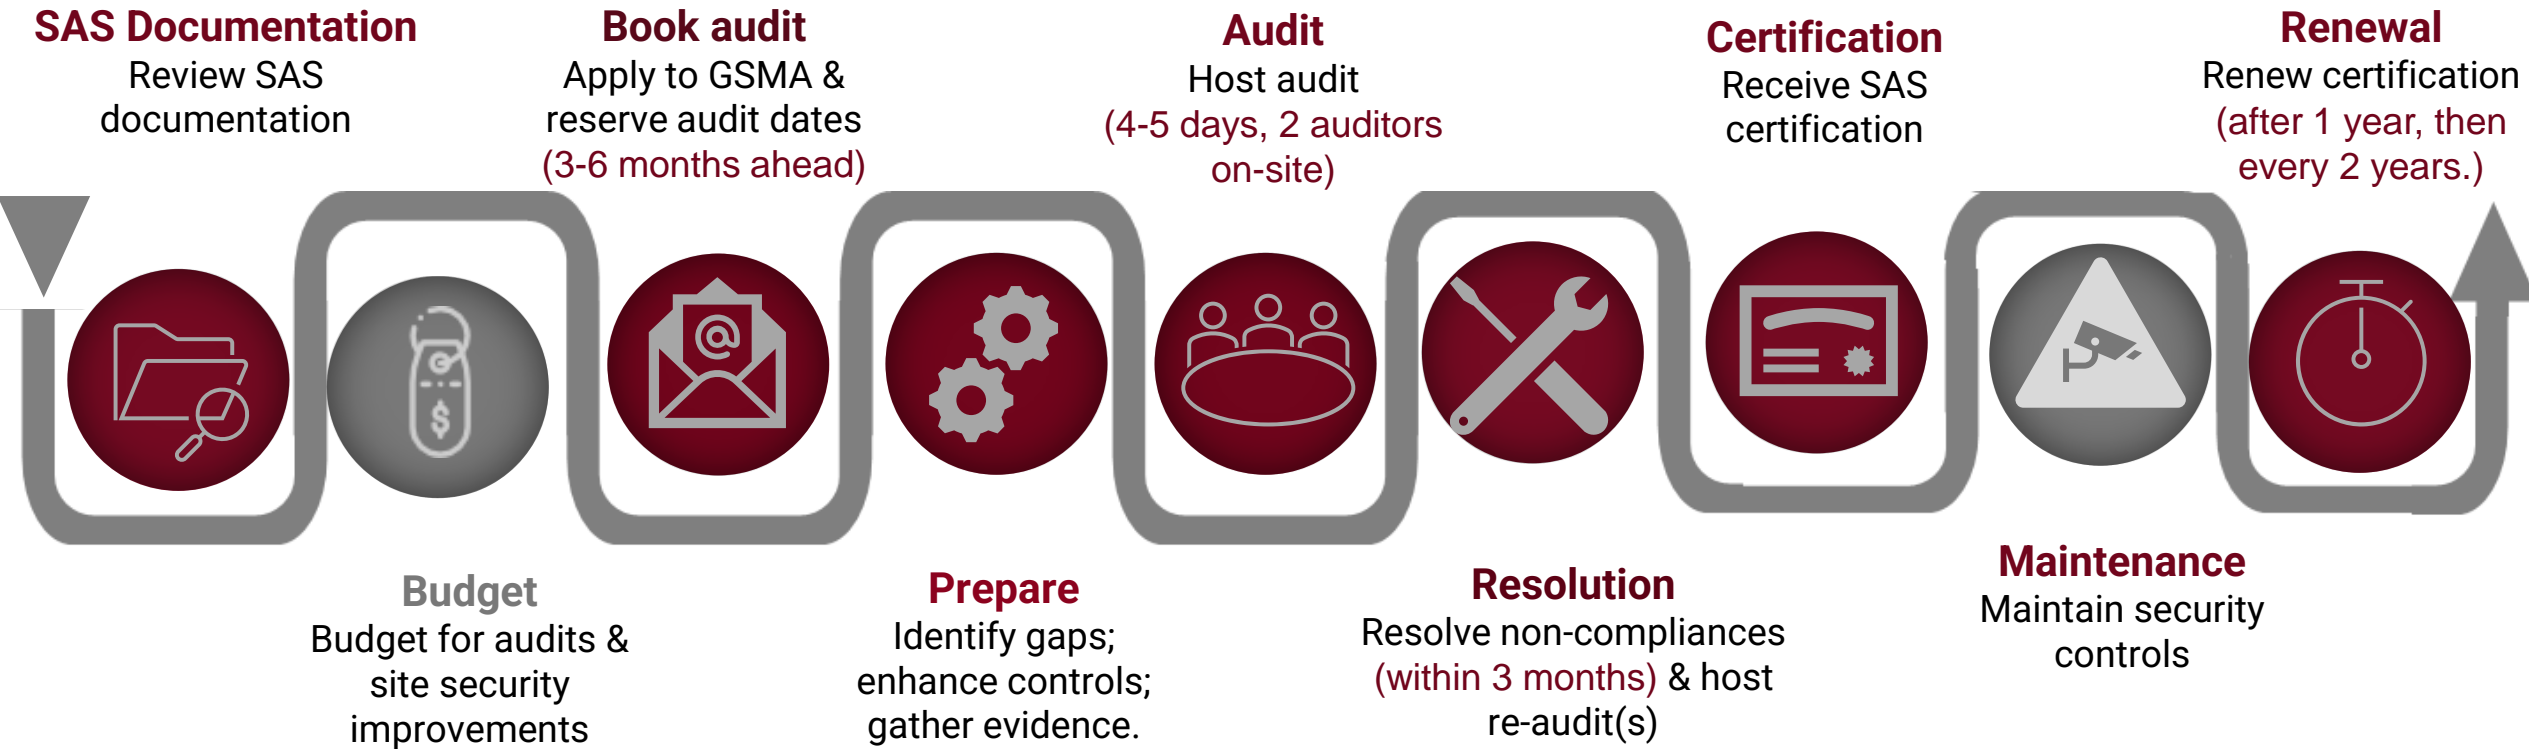 SAS Documentation
Review SAS
documentation
Budget
Budget for audits &
site security
improvements
Book audit
Apply to GSMA &
reserve audit dates
(3-6 months ahead)
@
$
Prepare
Identify gaps;
enhance controls;
gather evidence.
Audit
Host audit
(4-5 days, 2 auditors
on-site)
Resolution
Resolve non-compliances
(within 3 months) & host
re-audit(s)
Certification
Receive SAS
certification
Maintenance
Maintain security
controls
Renewal
Renew certification
(after 1 year, then
every 2 years.)